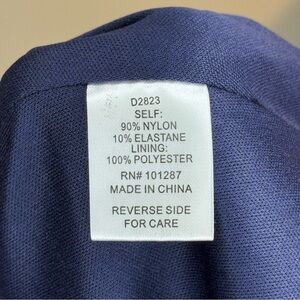 D2823
SELF:
90% NYLON
10% ELASTANE
LINING:
100% POLYESTER
RN# 101287
MADE IN CHINA
REVERSE SIDE
FOR CARE